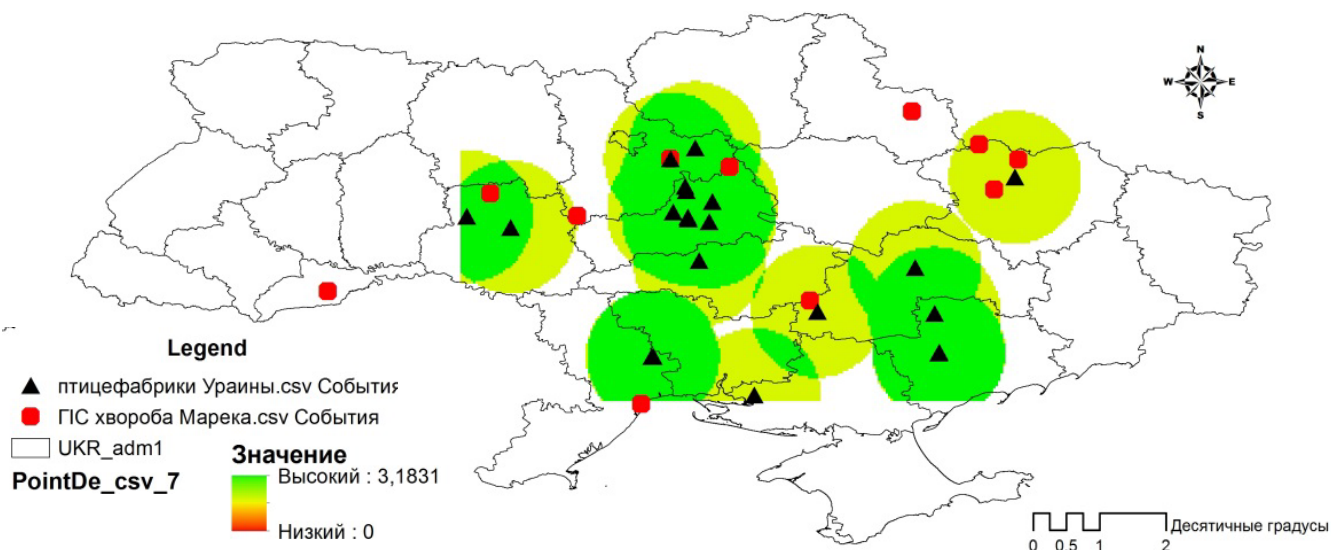 N
W E
S
Legend
птицефабрики Ураины.csv События
ГІС хвороба Марека.csv События
UKR_adm1
PointDe_csv_7
Значение
Высокий : 3,1831
Низкий : 0
Десятичные градусы
0 0.5 1 2